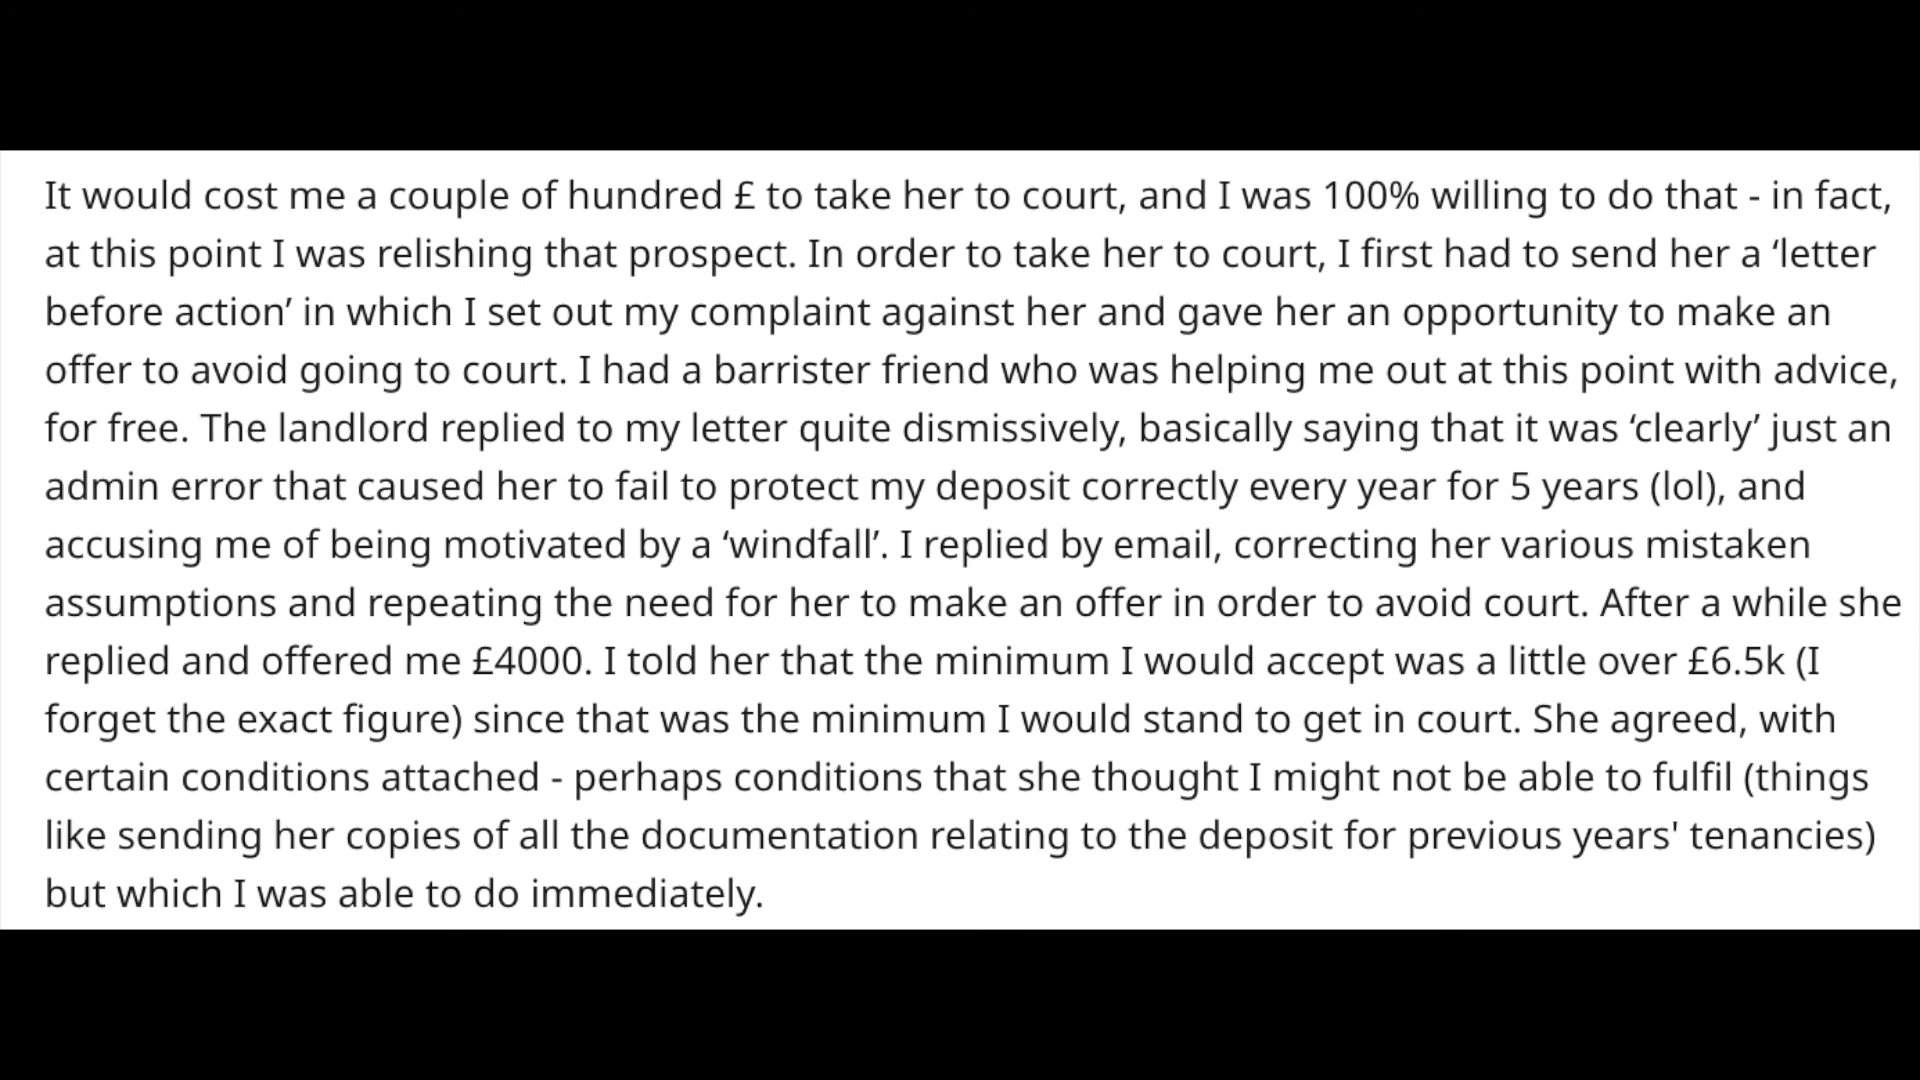 It would cost me a couple of hundred £ to take her to court, and I was 100% willing to do that - in fact,
at this point I was relishing that prospect. In order to take her to court, I first had to send her a ‘letter
before action’ in which I set out my complaint against her and gave her an opportunity to make an
offer to avoid going to court. I had a barrister friend who was helping me out at this point with advice,
for free. The landlord replied to my letter quite dismissively, basically saying that it was ‘clearly’ just an
admin error that caused her to fail to protect my deposit correctly every year for 5 years (lol), and
accusing me of being motivated by a ‘windfall’. I replied by email, correcting her various mistaken
assumptions and repeating the need for her to make an offer in order to avoid court. After a while she
replied and offered me £4000. I told her that the minimum I would accept was a little over £6.5k (I
forget the exact figure) since that was the minimum I would stand to get in court. She agreed, with
certain conditions attached - perhaps conditions that she thought I might not be able to fulfil (things
like sending her copies of all the documentation relating to the deposit for previous years' tenancies)
but which I was able to do immediately.